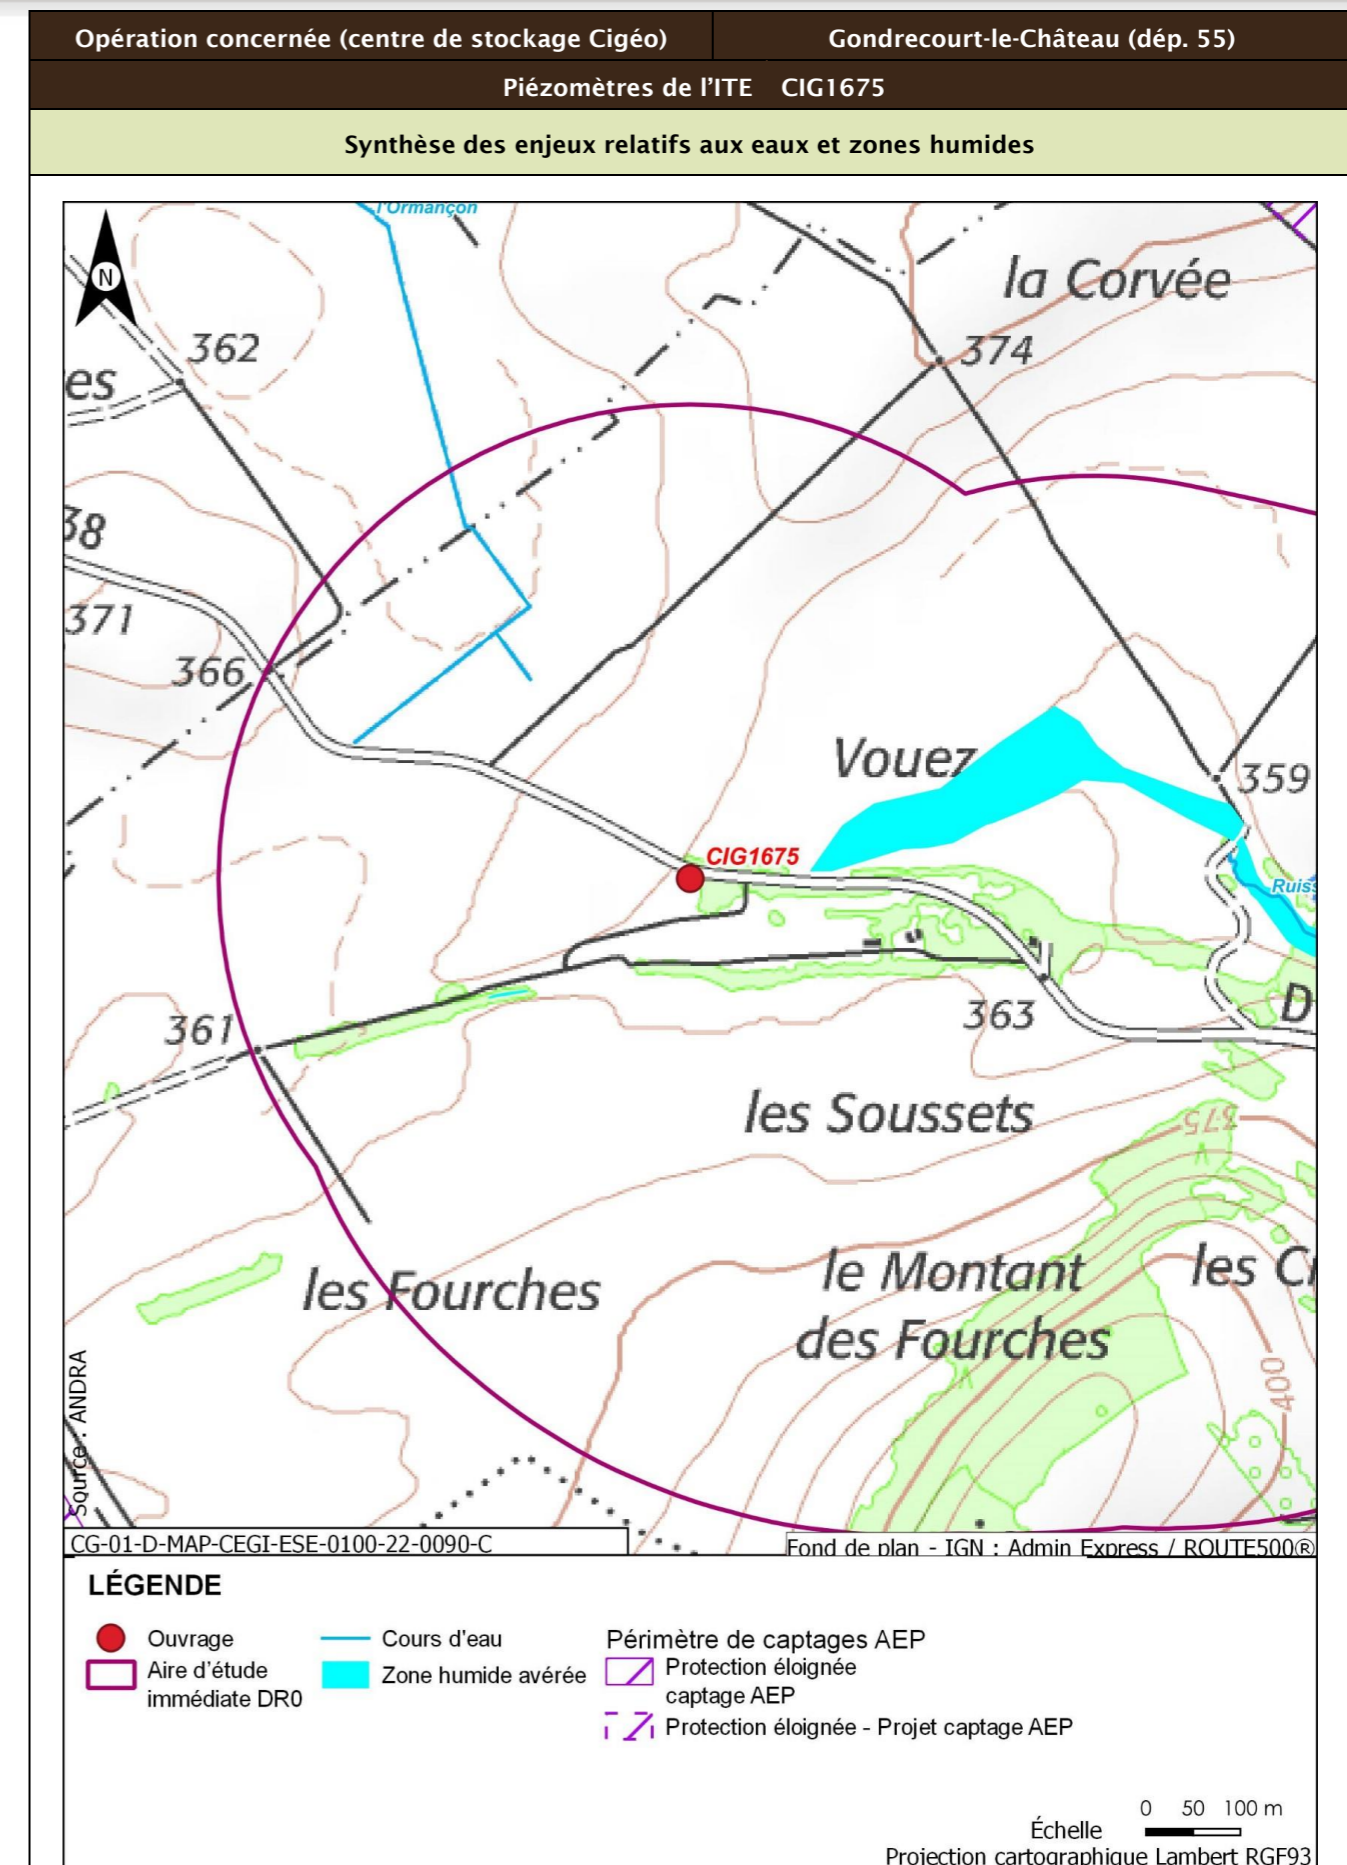 Opération concernée (centre de stockage Cigéo)
Gondrecourt-le-Château (dép. 55)
Piézomètres de l'ITE CIG1675
Synthèse des enjeux relatifs aux eaux et zones humides
l'Ormançon
N
la Corvée
362
374
es
38
371
366
Vouez
359
CIG1675
Ruiss
361
363
D
les Soussets
375
les Fourches
le Montant
des Fourches
les C
400
Source : ANDRA
CG-01-D-MAP-CEGI-ESE-0100-22-0090-C
Fond de plan - IGN : Admin Express / ROUTE500®
LÉGENDE
Ouvrage
Aire d'étude
immédiate DR0
Cours d'eau
Zone humide avérée
Périmètre de captages AEP
Protection éloignée
captage AEP
Protection éloignée - Projet captage AEP
0 50 100 m
Échelle
Projection cartographique Lambert RGF93